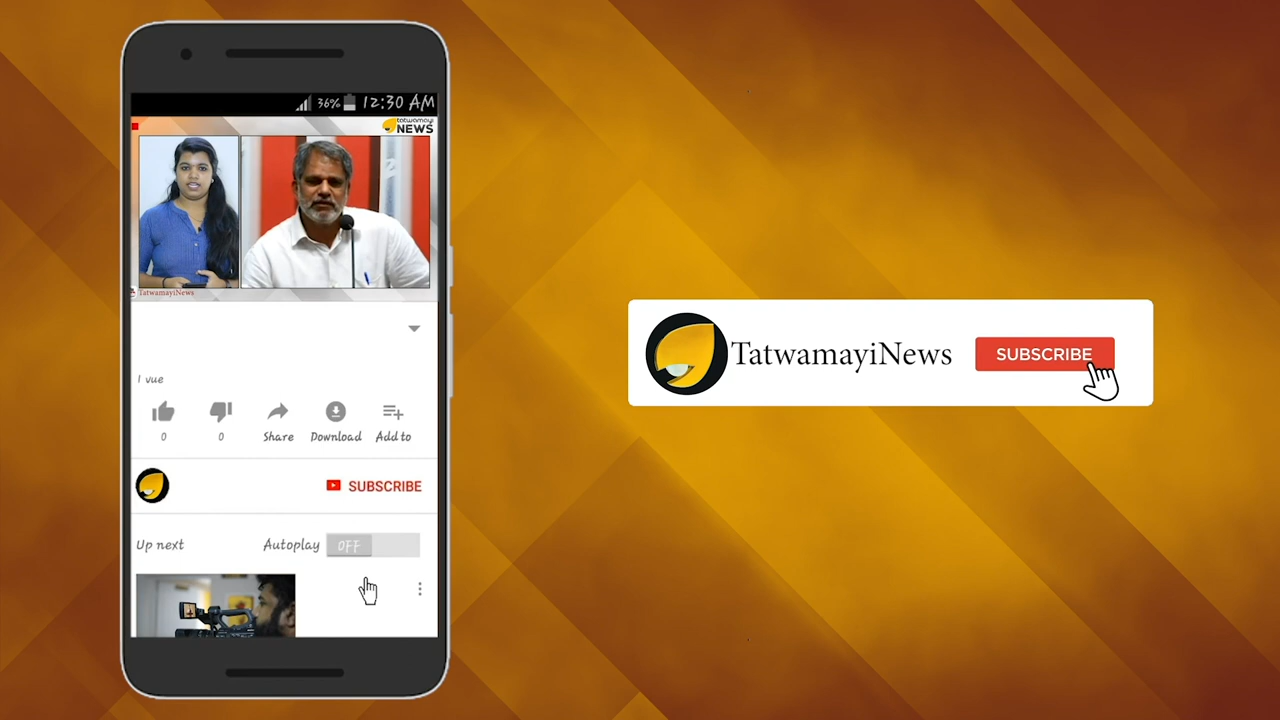 36% 12:30 AM
tatwamayi
NEWS
TatwamayiNews
1 vue
0 0 Share Download Add to
SUBSCRIBE
Up next Autoplay OFF
TatwamayiNews SUBSCRIBE